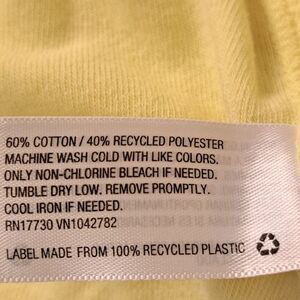 60% COTTON / 40% RECYCLED POLYESTER
MACHINE WASH COLD WITH LIKE COLORS.
ONLY NON-CHLORINE BLEACH IF NEEDED.
TUMBLE DRY LOW. REMOVE PROMPTLY.
COOL IRON IF NEEDED.
RN17730 VN1042782
LABEL MADE FROM 100% RECYCLED PLASTIC